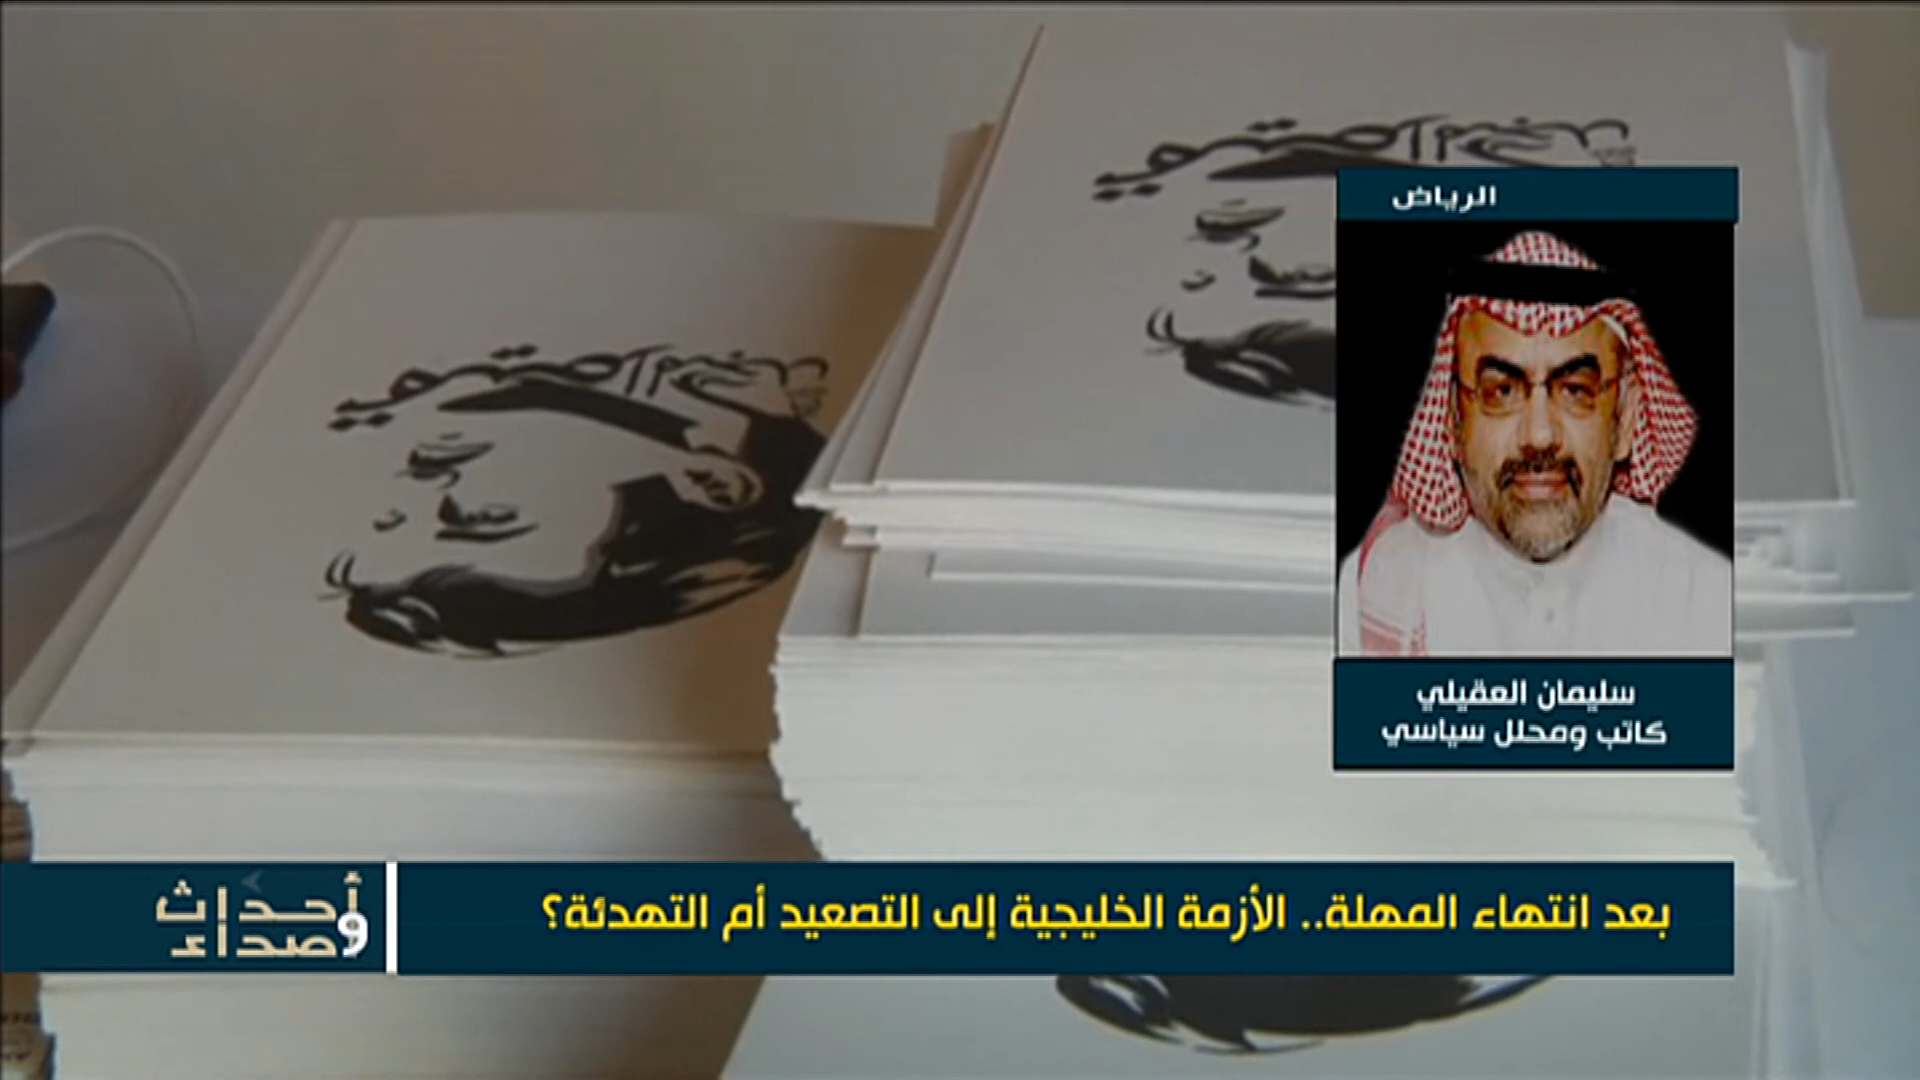 الرياض
سليمان العقيلي
كاتب ومحلل سياسي
بعد انتهاء المهلة.. الأزمة الخليجية إلى التصعيد أم التهدئة؟
أحداث
وأصداء